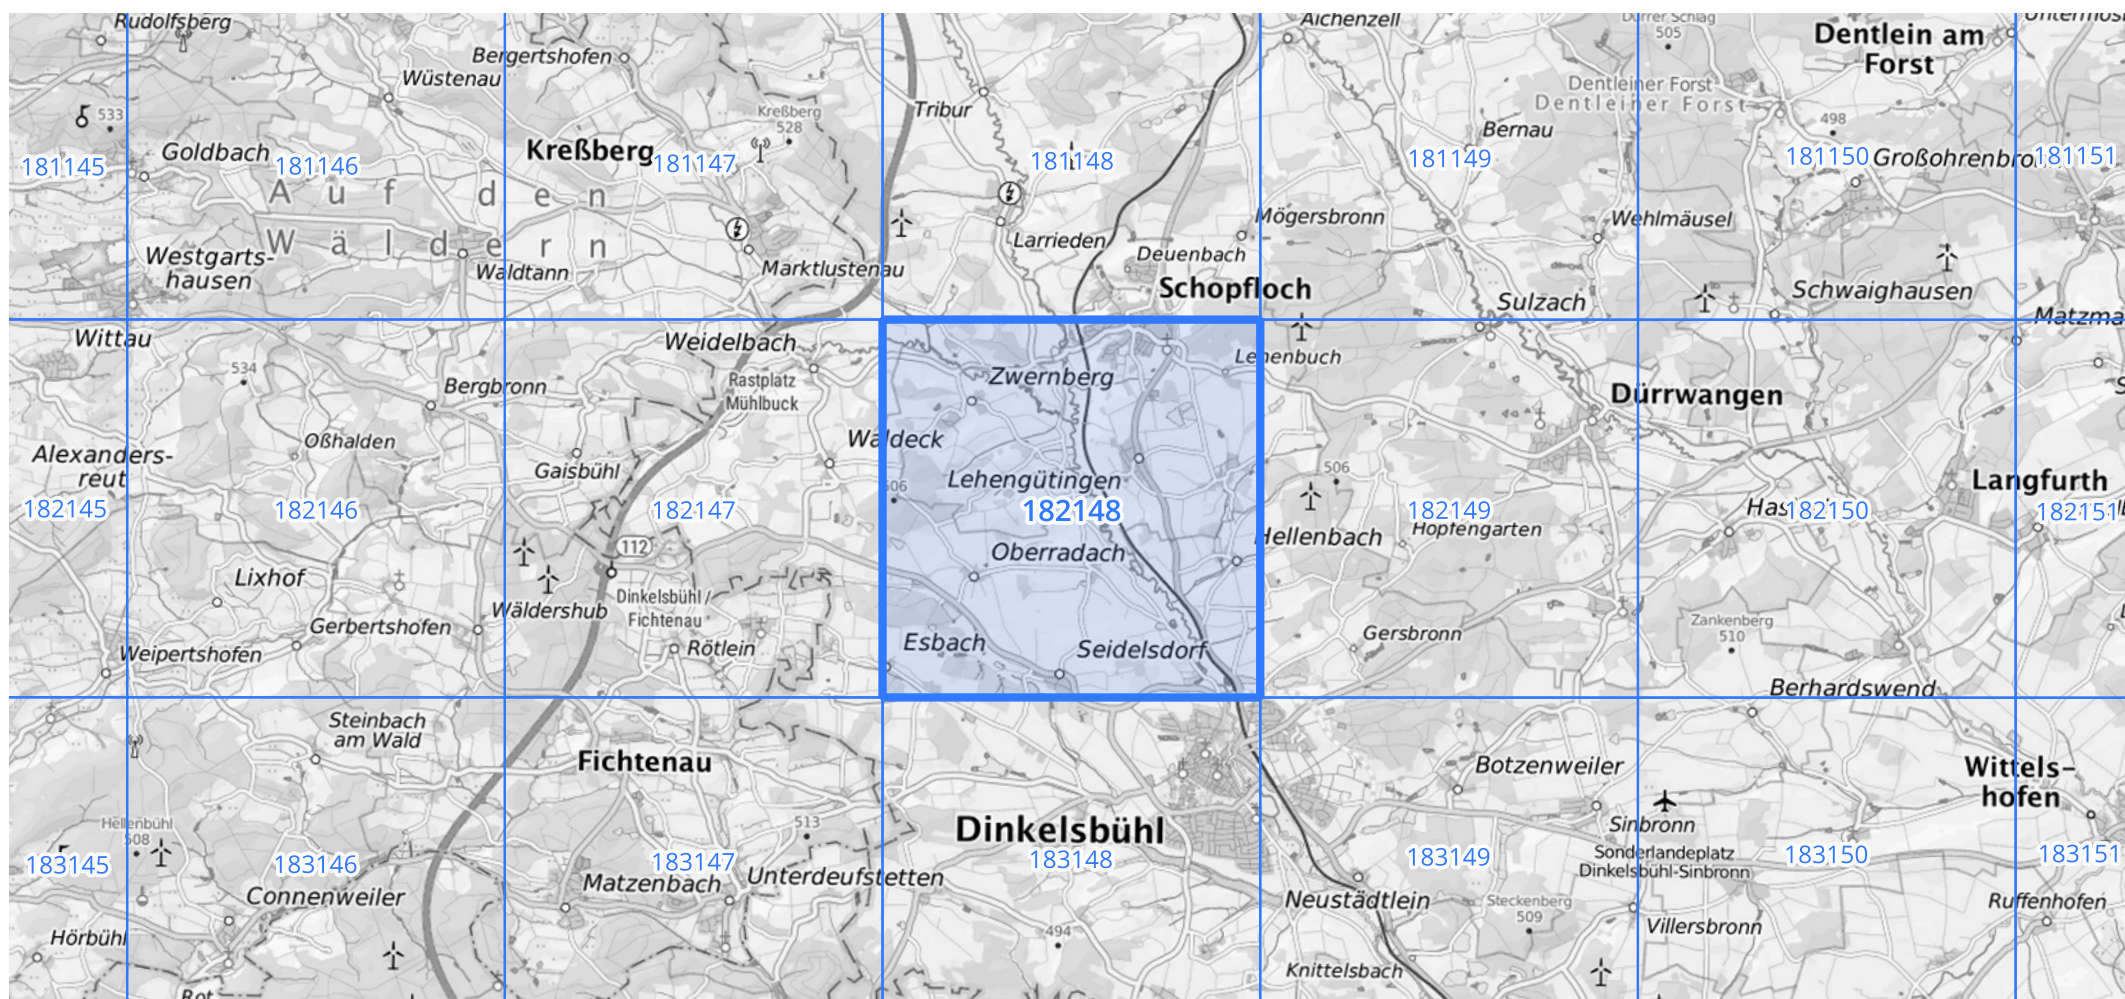 Rudolfsberg
Bergertshofen
Wüstenau
533
Goldbach
181145
181146
Auf den
Wäldern
Westgarts-
hausen
Waldtann
Kreßberg
181147
Kreßberg
528
Marktlustenau
Tribur
181148
Larrieden
Deuenbach
Schopfloch
Aichenzell
Bernau
181149
Mögersbronn
Sulzach
Wehlmäusel
Dürrer Schlag
505
Dentleiner Forst
Dentleiner Forst
Dentlein am
Forst
498
181150
181151
Schwaighausen
Wittau
534
Bergbronn
Oßhalden
Alexanders-
reut
182145
182146
Lixhof
Gerbertshofen
Weipertshofen
Weidelbach
Rastplatz
Mühlbuck
Gaisbühl
182147
112
Wäldershub
Dinkelsbühl /
Fichtenau
Rötlein
Zwernberg
Waldeck
506
Lehengütingen
182148
Oberradach
Esbach
Seidelsdorf
Lehenbuch
506
182149
Hellenbach
Hopfengarten
Gersbronn
Dürrwangen
Langfurth
182150
182151
Zankenberg
510
Berhardswend
Steinbach
am Wald
Hellenbühl
508
183145
183146
Connenweiler
Hörbühl
Rot
Fichtenau
513
183147
Matzenbach
Unterdeufstetten
Dinkelsbühl
183148
494
Botzenweiler
183149
Neustädtlein
Steckenberg
509
Knittelsbach
Sinbronn
Sonderlandeplatz
Dinkelsbühl-Sinbronn
183150
Villersbronn
Wittels-
hofen
183151
Ruffenhofen